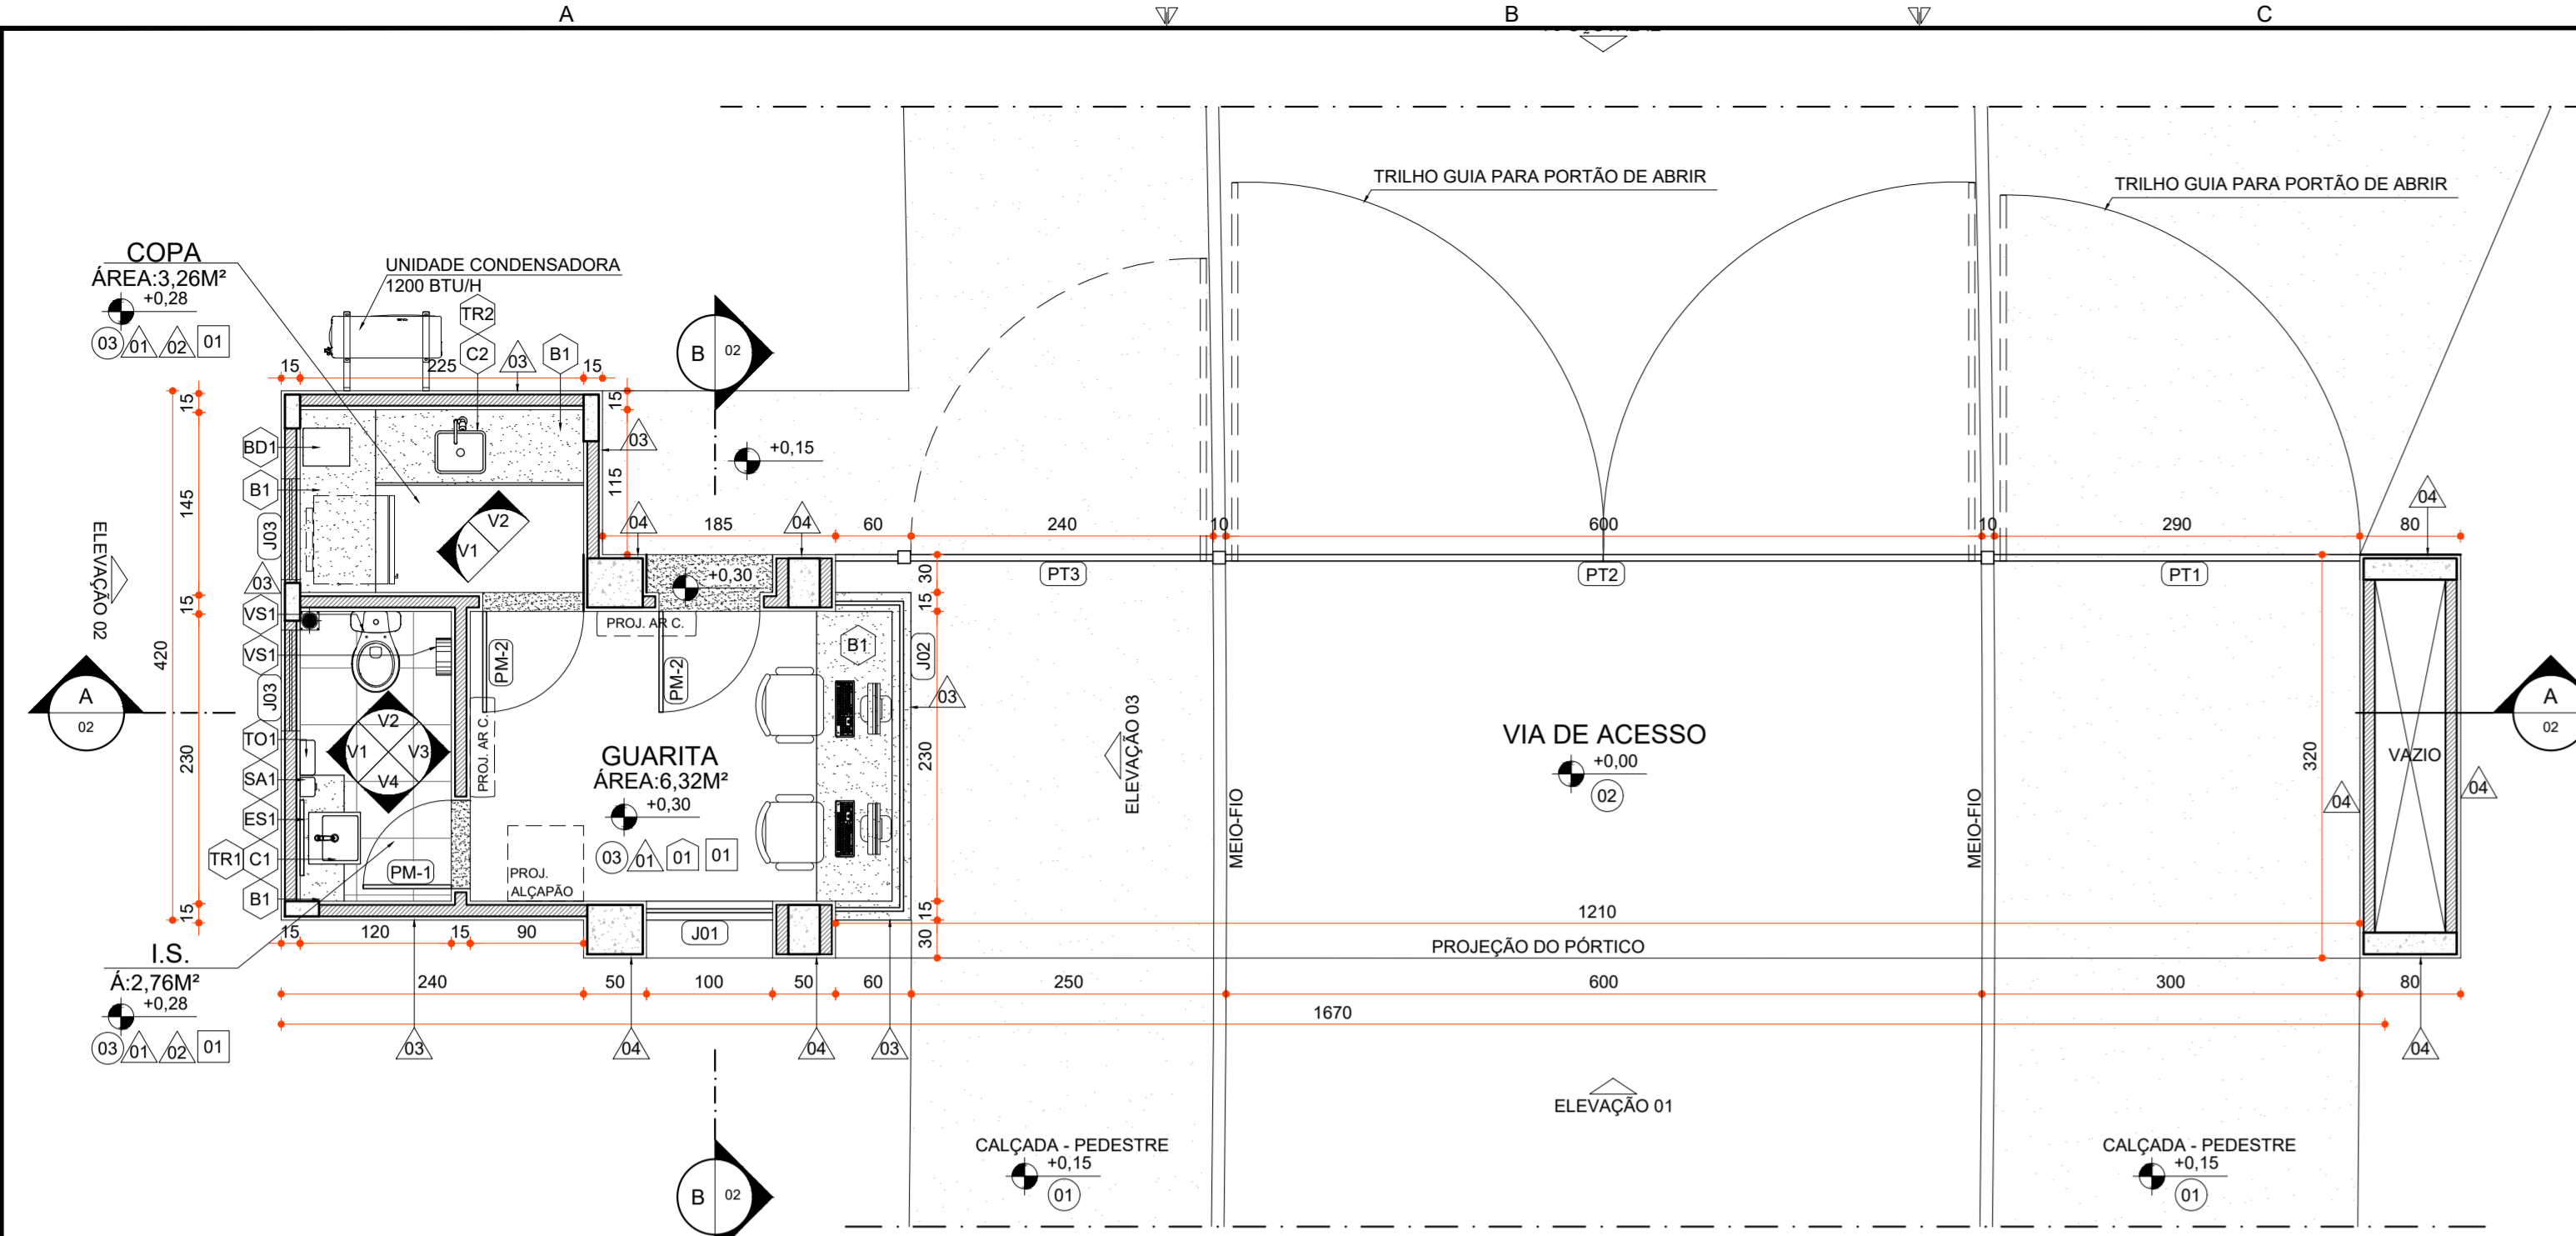 A
B
C
TRILHO GUIA PARA PORTÃO DE ABRIR
TRILHO GUIA PARA PORTÃO DE ABRIR
COPA
ÁREA:3,26M²
+0,28
03
01
02
01
UNIDADE CONDENSADORA
1200 BTU/H
TR2
C2
03
B1
B
02
15
225
15
15
15
03
+0,15
BD1
B1
145
115
J03
ELEVAÇÃO 02
V2
V1
04
185
04
60
240
10
600
10
290
80
04
03
15
+0,30
30
PT3
PT2
PT1
VS1
PROJ. AR C.
15
B1
J02
VS1
PM-2
PM-2
420
J03
03
A
02
V2
V1
V3
V4
PROJ. AR C.
TO1
230
SA1
GUARITA
ÁREA:6,32M²
+0,30
03
01
01
01
230
ELEVAÇÃO 03
VIA DE ACESSO
+0,00
02
320
VAZIO
A
02
04
04
ES1
MEIO-FIO
MEIO-FIO
TR1
C1
PM-1
PROJ.
ALÇAPÃO
B1
15
15
30
1210
15
120
15
90
J01
PROJEÇÃO DO PÓRTICO
I.S.
Á:2,76M²
+0,28
03
01
02
01
240
50
100
50
60
250
600
300
80
1670
03
04
04
03
04
ELEVAÇÃO 01
CALÇADA - PEDESTRE
+0,15
01
CALÇADA - PEDESTRE
+0,15
01
B
02